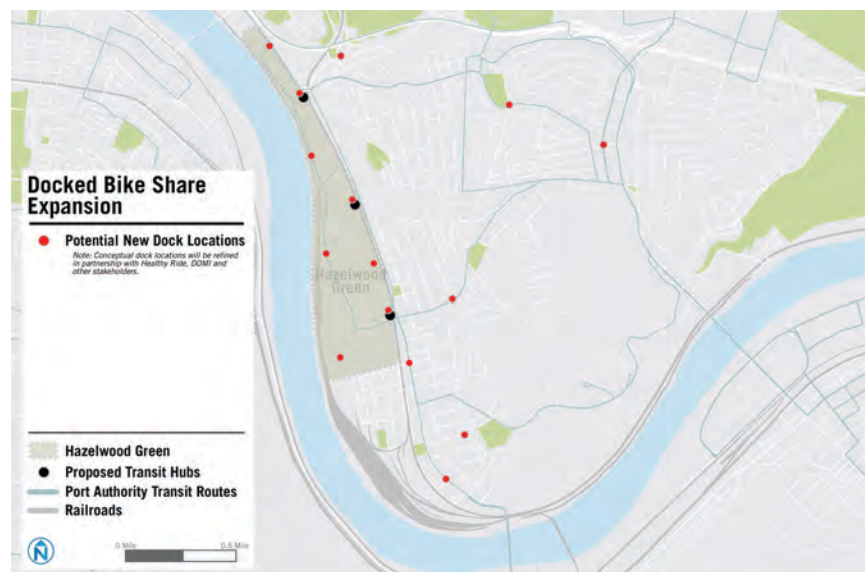 Docked Bike Share
Expansion
Potential New Dock Locations
Note: Conceptual dock locations will be refined
in partnership with Healthy Ride, DOMI and
other stakeholders.
Hazelwood
Green
Hazelwood Green
Proposed Transit Hubs
Port Authority Transit Routes
Railroads
N
0 Mile
0.5 Mile